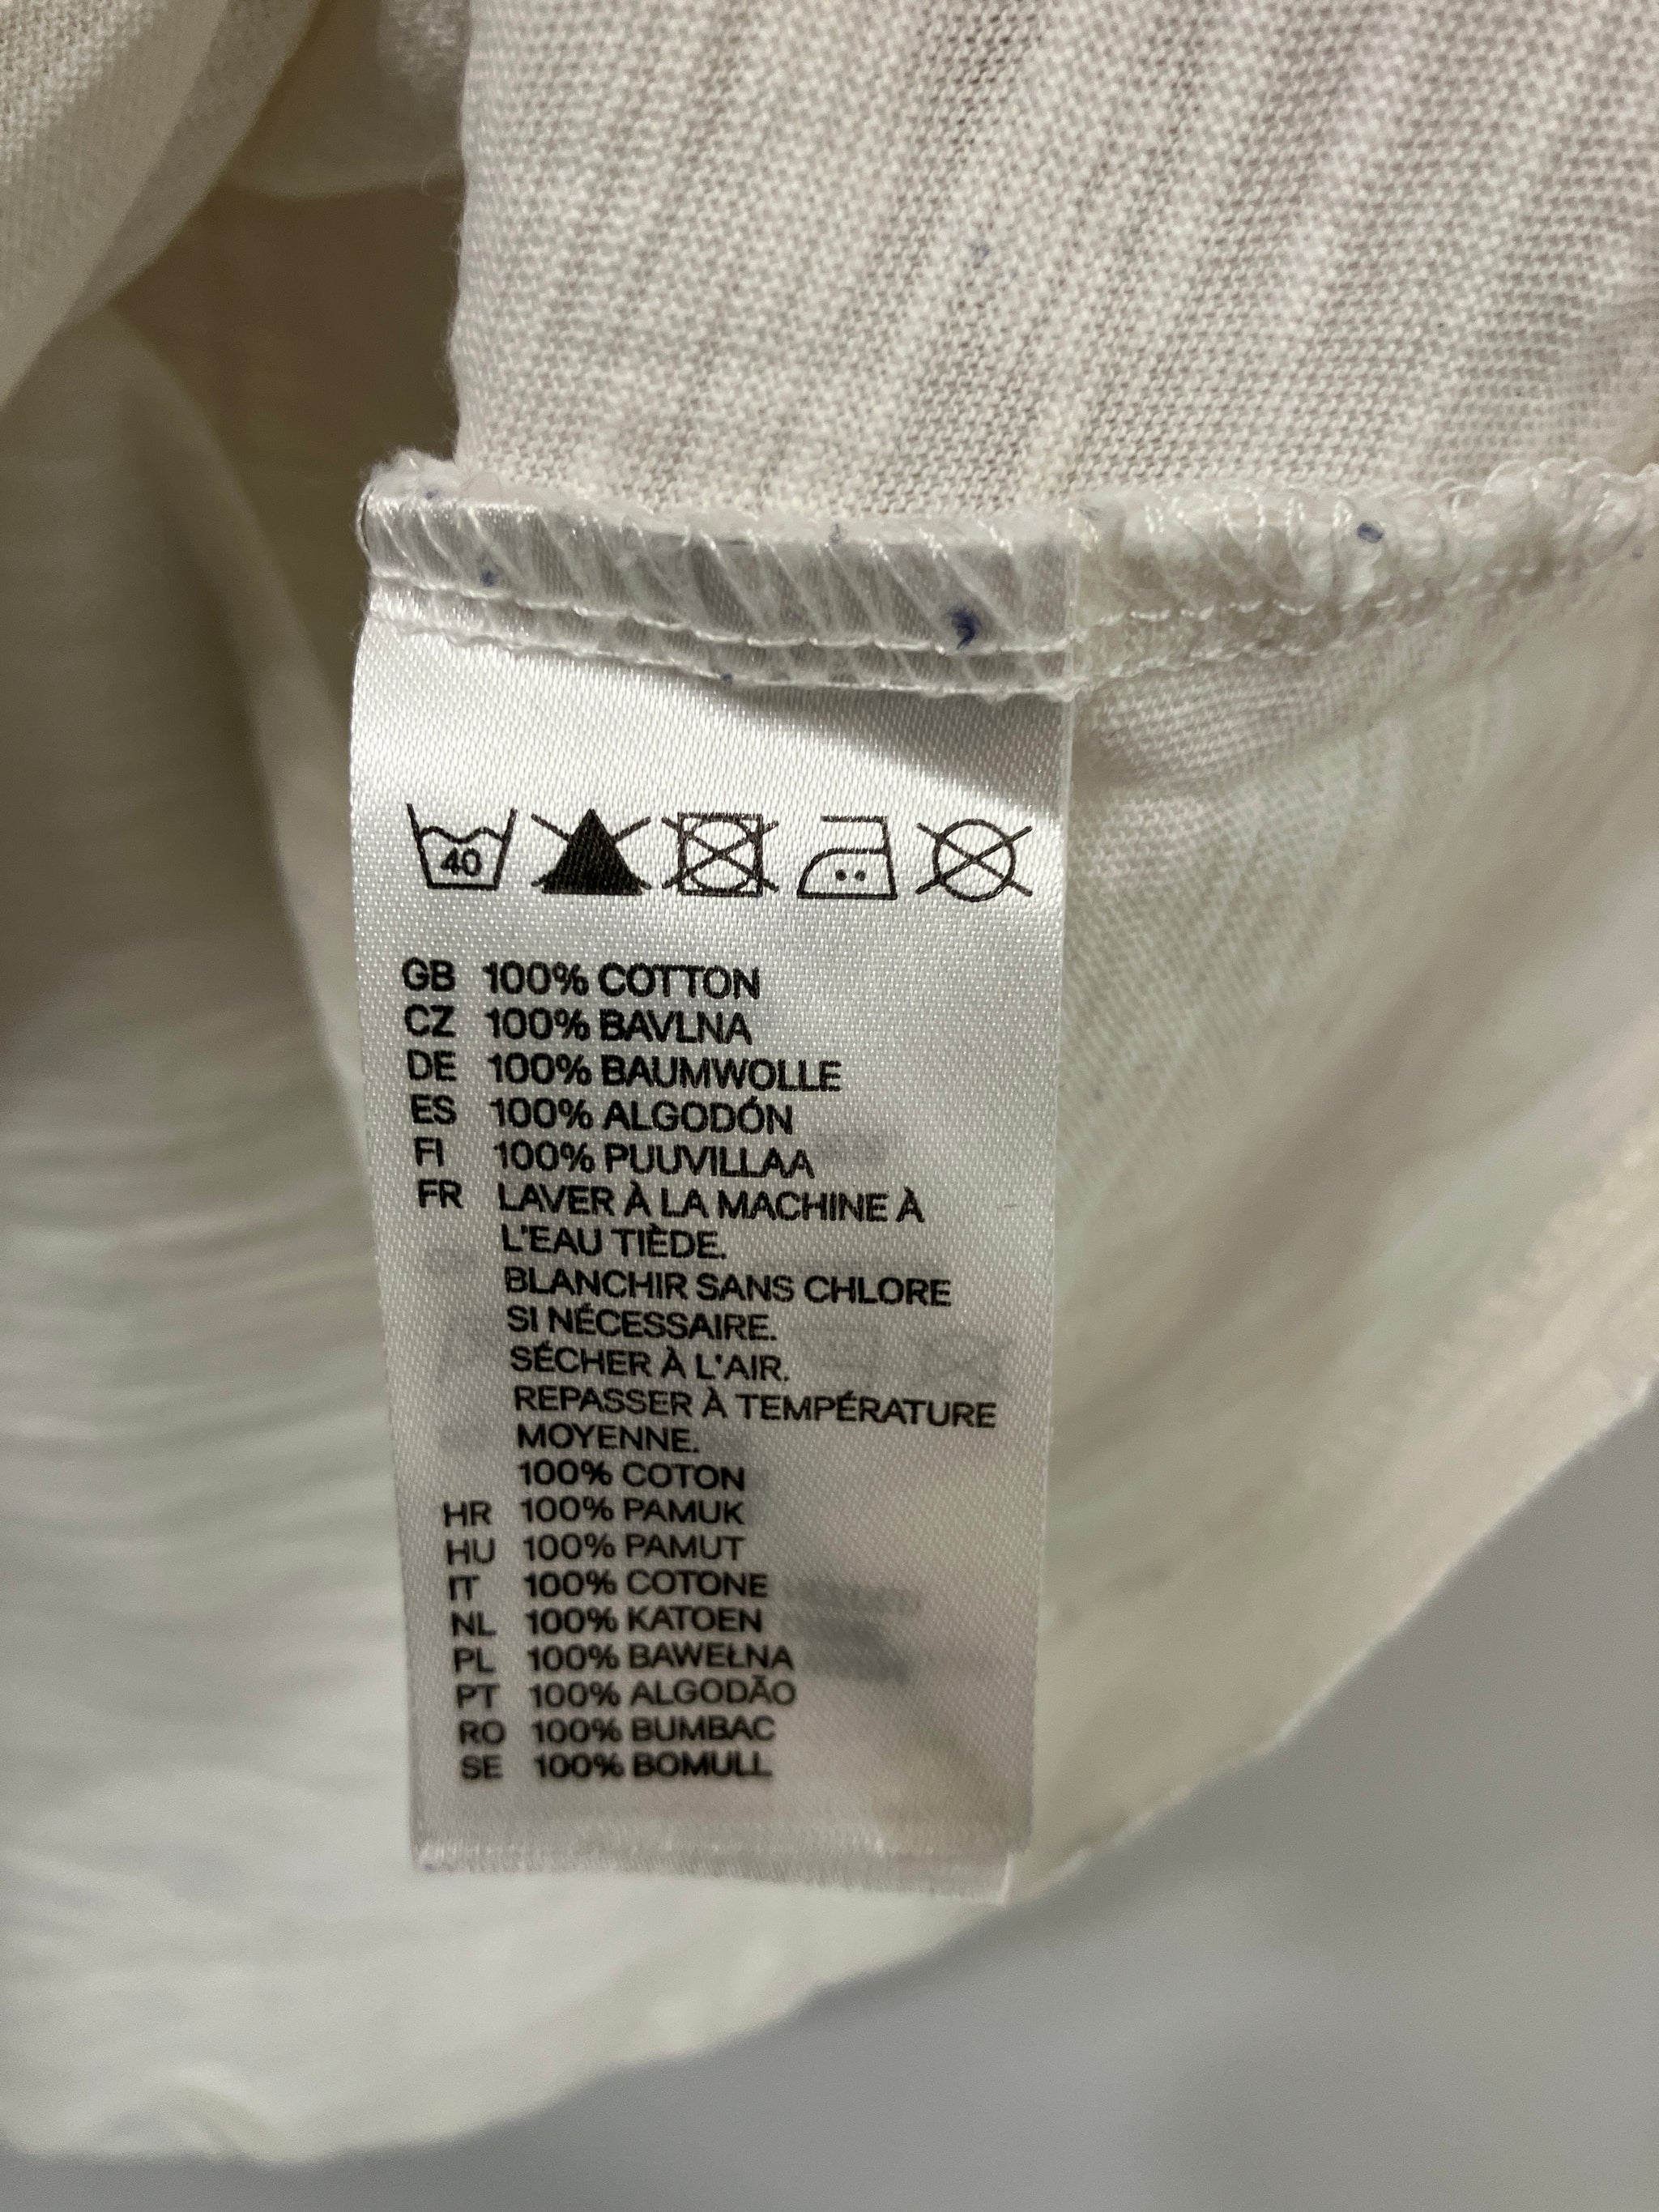 40
GB 100% COTTON
CZ 100% BAVLNA
DE 100% BAUMWOLLE
ES 100% ALGODÓN
FI 100% PUUVILLAA
FR LAVER À LA MACHINE À
L'EAU TIÈDE.
BLANCHIR SANS CHLORE
SI NÉCESSAIRE.
SÉCHER À L'AIR.
REPASSER À TEMPÉRATURE
MOYENNE.
100% COTON
HR 100% PAMUK
HU 100% PAMUT
IT 100% COTONE
NL 100% KATOEN
PL 100% BAWEŁNA
PT 100% ALGODÃO
RO 100% BUMBAC
SE 100% BOMULL